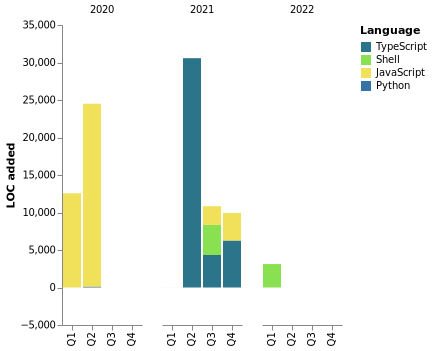 2020 2021 2022
Language
TypeScript
Shell
JavaScript
Python
LOC added
35,000
30,000
25,000
20,000
15,000
10,000
5,000
0
−5,000
Q1 Q2 Q3 Q4 Q1 Q2 Q3 Q4 Q1 Q2 Q3 Q4